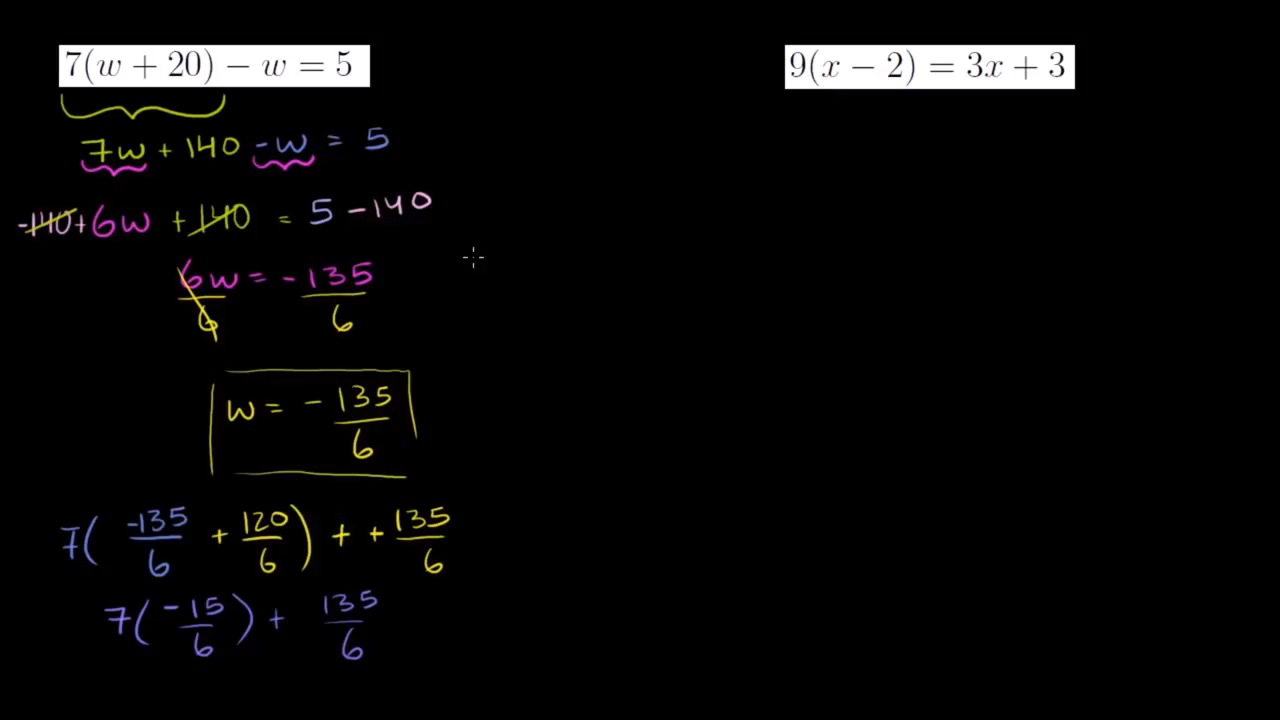 7(w + 20) − w = 5
7w + 140 -w = 5
-140+6w +140 = 5 -140
6w = -135
6 6
w = - 135
6
7( -135/6 + 120/6 ) + + 135/6
7( -15/6 ) + 135/6
9(x − 2) = 3x + 3